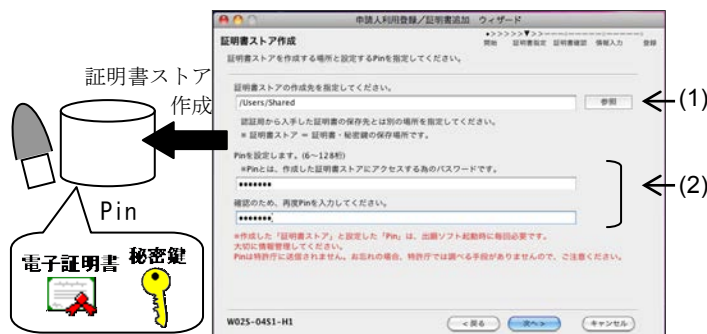 申請人利用登録／証明書追加　ウィザード
証明書ストア作成
開始　証明書指定　証明書確認　情報入力　登録
証明書ストアを作成する場所と設定するPinを指定してください。
証明書ストアの作成先を指定してください。
/Users/Shared
参照
(1)
認証局から入手した証明書の保存先とは別の場所を指定してください。
※ 証明書ストア ＝ 証明書・秘密鍵の保存場所です。
Pinを設定します。(6〜128桁)
※Pinとは、作成した証明書ストアにアクセスする為のパスワードです。
•••••••
確認のため、再度Pinを入力してください。
•••••••
(2)
※作成した「証明書ストア」と設定した「Pin」は、出願ソフト起動時に毎回必要です。
大切に情報管理してください。
Pinは特許庁に送信されません。お忘れの場合、特許庁では調べる手段がありませんので、ご注意ください。
W025-04S1-H1
＜戻る
次へ＞
キャンセル
証明書ストア
作成
Pin
電子証明書
秘密鍵